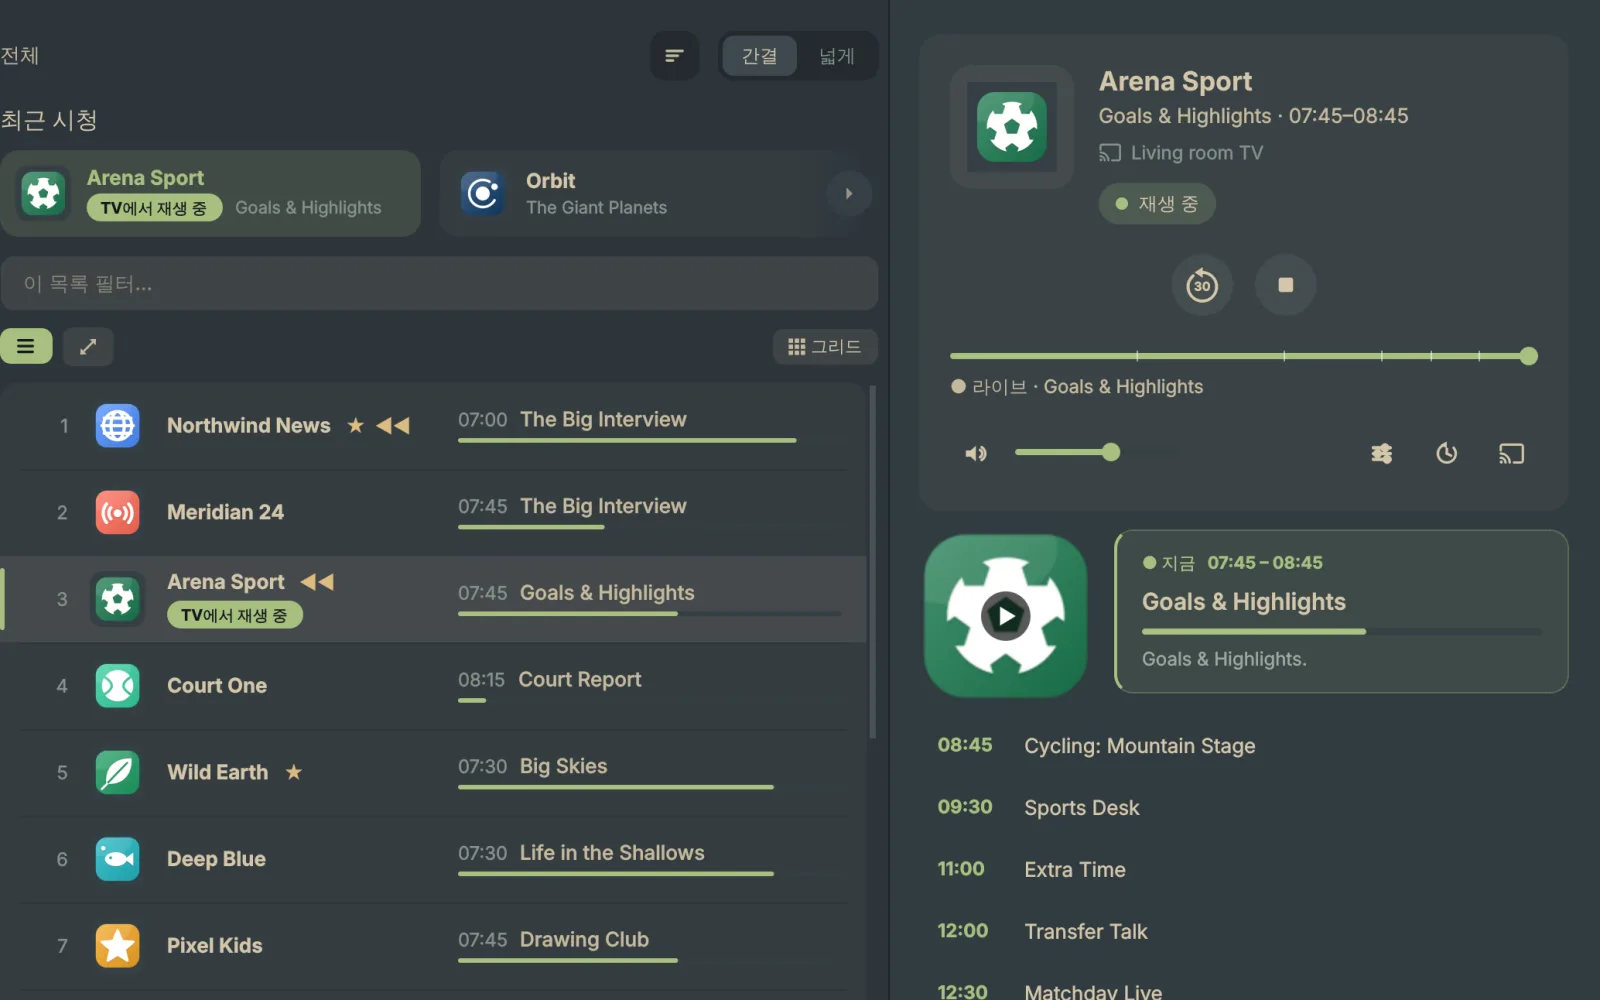 전체
간결
넓게
최근 시청
Arena Sport
TV에서 재생 중
Goals & Highlights
Orbit
The Giant Planets
이 목록 필터...
그리드
1
Northwind News
07:00 The Big Interview
2
Meridian 24
07:45 The Big Interview
3
Arena Sport
TV에서 재생 중
07:45 Goals & Highlights
4
Court One
08:15 Court Report
5
Wild Earth
07:30 Big Skies
6
Deep Blue
07:30 Life in the Shallows
7
Pixel Kids
07:45 Drawing Club
Arena Sport
Goals & Highlights · 07:45–08:45
Living room TV
재생 중
30
라이브 · Goals & Highlights
지금 07:45 – 08:45
Goals & Highlights
Goals & Highlights.
08:45 Cycling: Mountain Stage
09:30 Sports Desk
11:00 Extra Time
12:00 Transfer Talk
12:30 Matchday Live